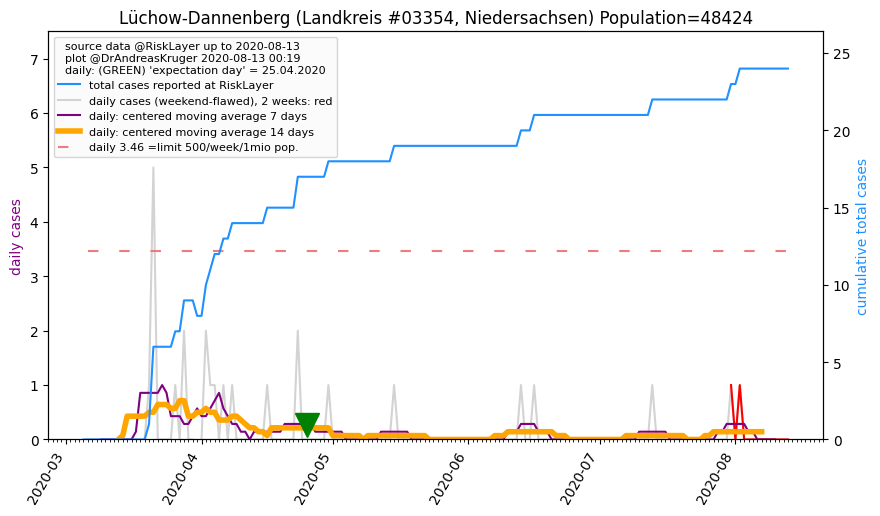 Lüchow-Dannenberg (Landkreis #03354, Niedersachsen) Population=48424
source data @RiskLayer up to 2020-08-13
plot @DrAndreasKruger 2020-08-13 00:19
daily: (GREEN) 'expectation day' = 25.04.2020
total cases reported at RiskLayer
daily cases (weekend-flawed), 2 weeks: red
daily: centered moving average 7 days
daily: centered moving average 14 days
daily 3.46 =limit 500/week/1mio pop.
daily cases
7
6
5
4
3
2
1
0
25
20
15
10
5
0
cumulative total cases
2020-03
2020-04
2020-05
2020-06
2020-07
2020-08